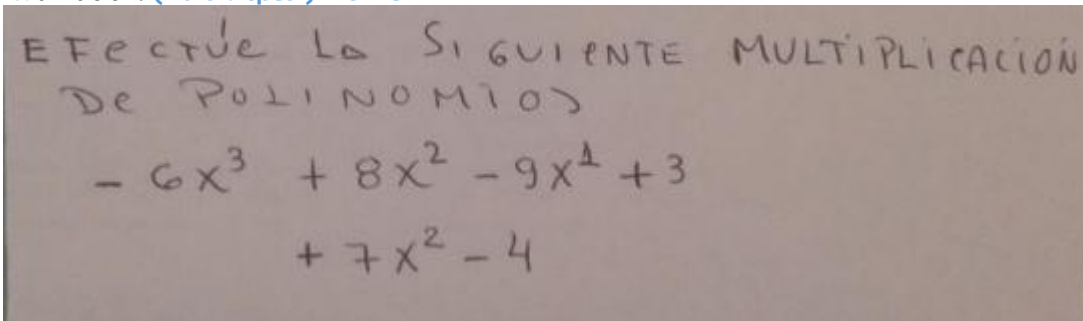 EFectúe La SiGUIeNTE MULTiPLiCACIÓN
De POLINOMiOS
- 6x³ + 8x² - 9x¹ + 3
+ 7x² - 4